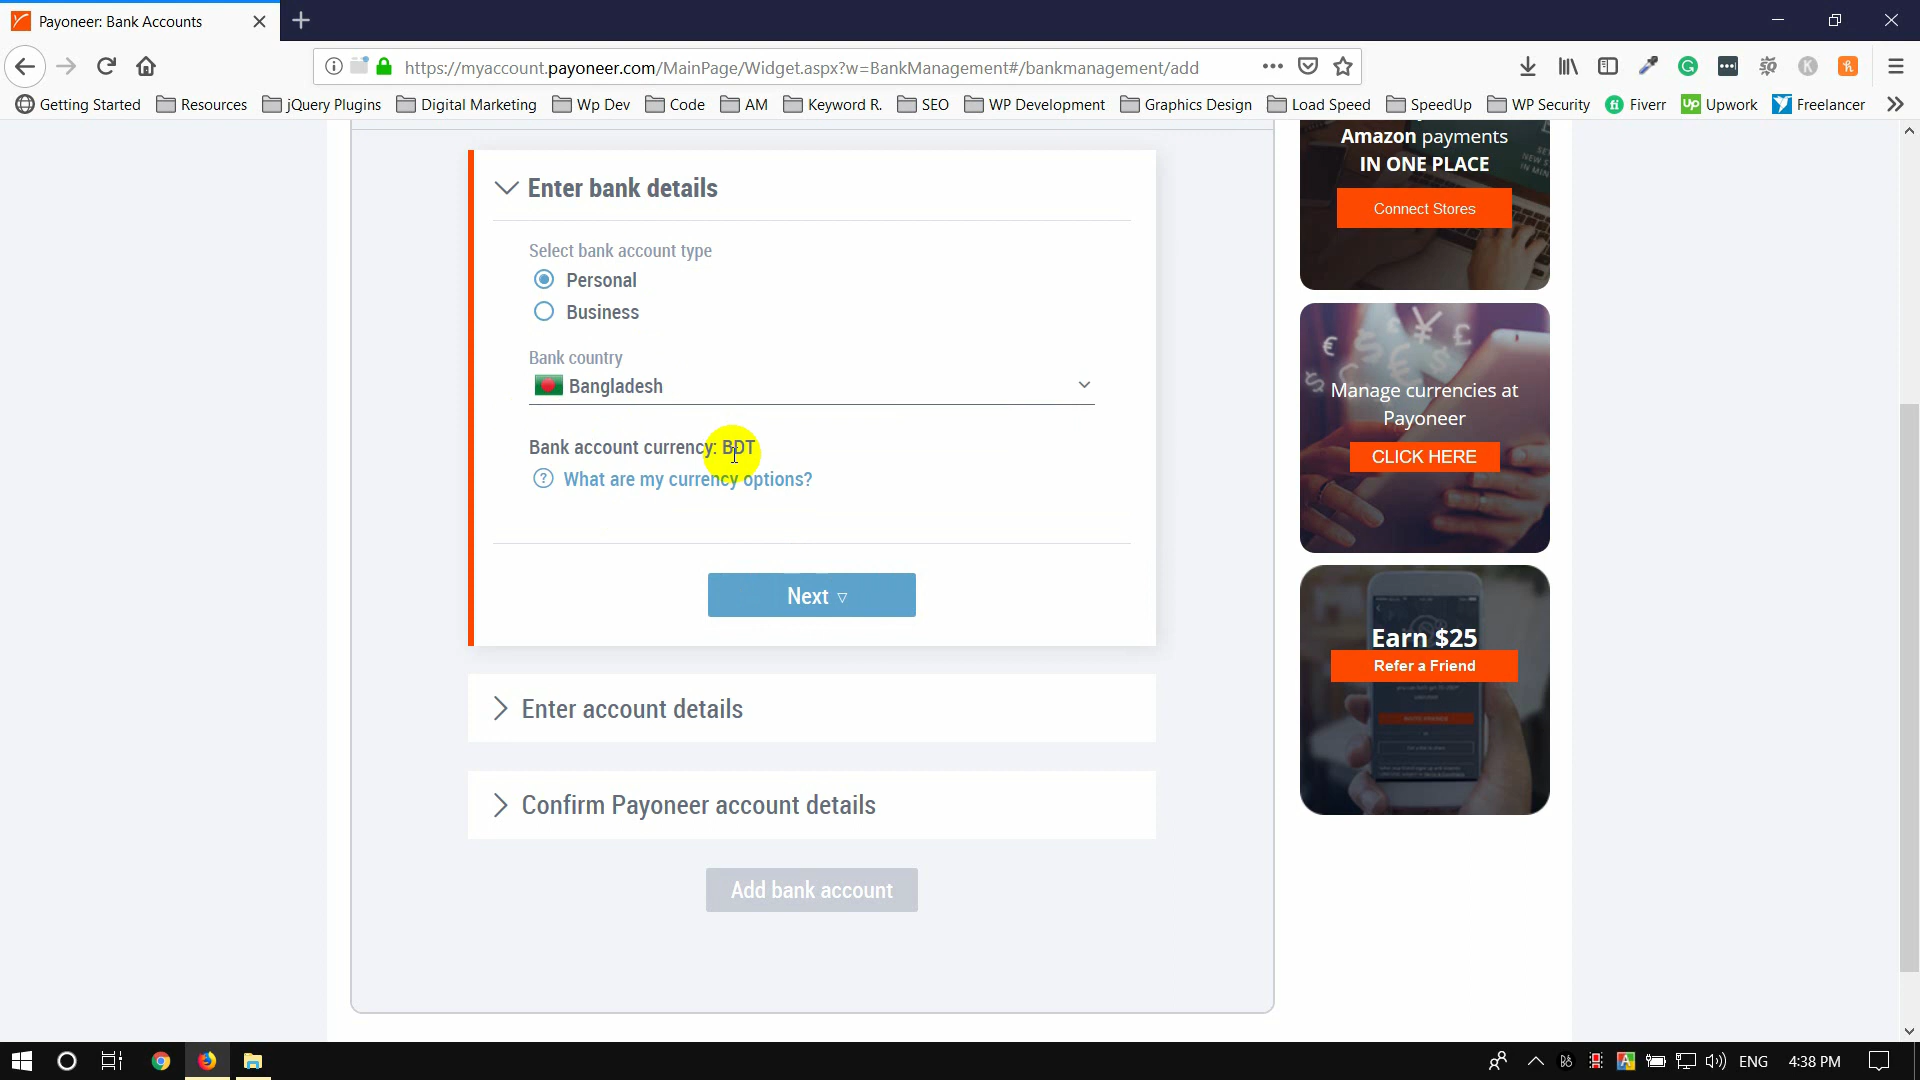 Payoneer: Bank Accounts
https://myaccount.payoneer.com/MainPage/Widget.aspx?w=BankManagement#/bankmanagement/add
Getting Started Resources jQuery Plugins Digital Marketing Wp Dev Code AM Keyword R. SEO WP Development Graphics Design Load Speed SpeedUp WP Security Fiverr Upwork Freelancer
Enter bank details
Select bank account type
Personal
Business
Bank country
Bangladesh
Bank account currency: BDT
? What are my currency options?
Next
Enter account details
Confirm Payoneer account details
Add bank account
Amazon payments
IN ONE PLACE
Connect Stores
Manage currencies at
Payoneer
CLICK HERE
Earn $25
Refer a Friend
ENG 4:38 PM